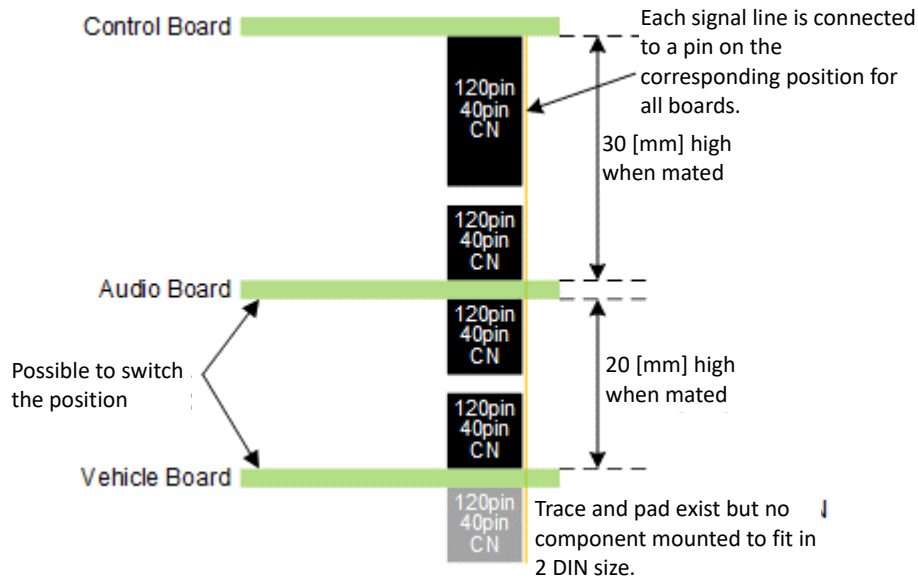 Control Board
Each signal line is connected
to a pin on the
corresponding position for
all boards.
120pin
40pin
CN
30 [mm] high
when mated
120pin
40pin
CN
Audio Board
120pin
40pin
CN
Possible to switch
the position
20 [mm] high
when mated
120pin
40pin
CN
Vehicle Board
120pin
40pin
CN
Trace and pad exist but no
component mounted to fit in
2 DIN size.